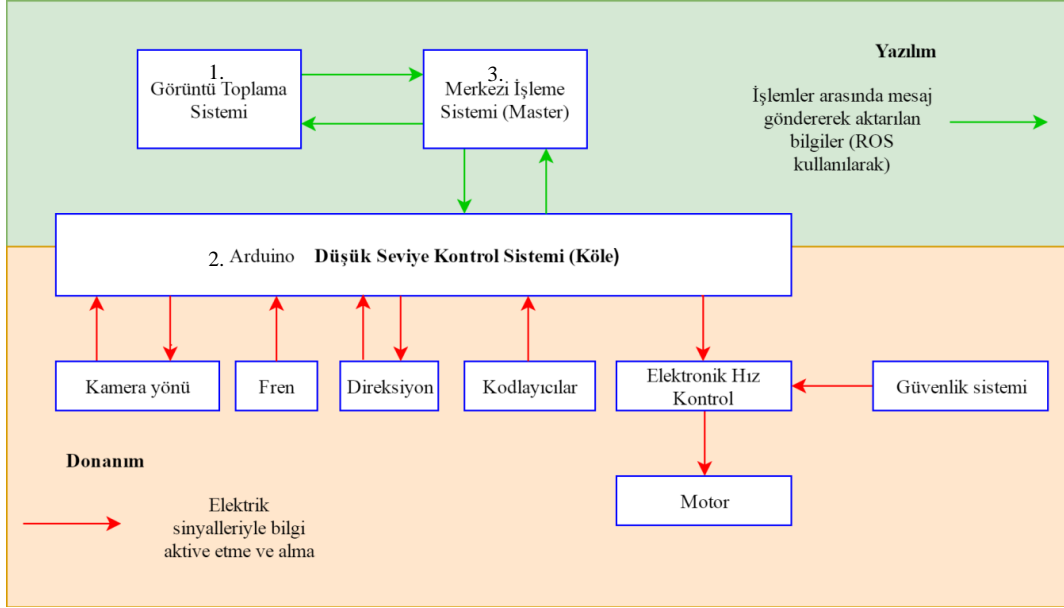 1.
Görüntü Toplama
Sistemi
3.
Merkezi İşleme
Sistemi (Master)
Yazılım
İşlemler arasında mesaj
göndererek aktarılan
bilgiler (ROS
kullanılarak)
2. Arduino Düşük Seviye Kontrol Sistemi (Köle)
Kamera yönü
Fren
Direksiyon
Kodlayıcılar
Elektronik Hız
Kontrol
Güvenlik sistemi
Motor
Donanım
Elektrik
sinyalleriyle bilgi
aktive etme ve alma